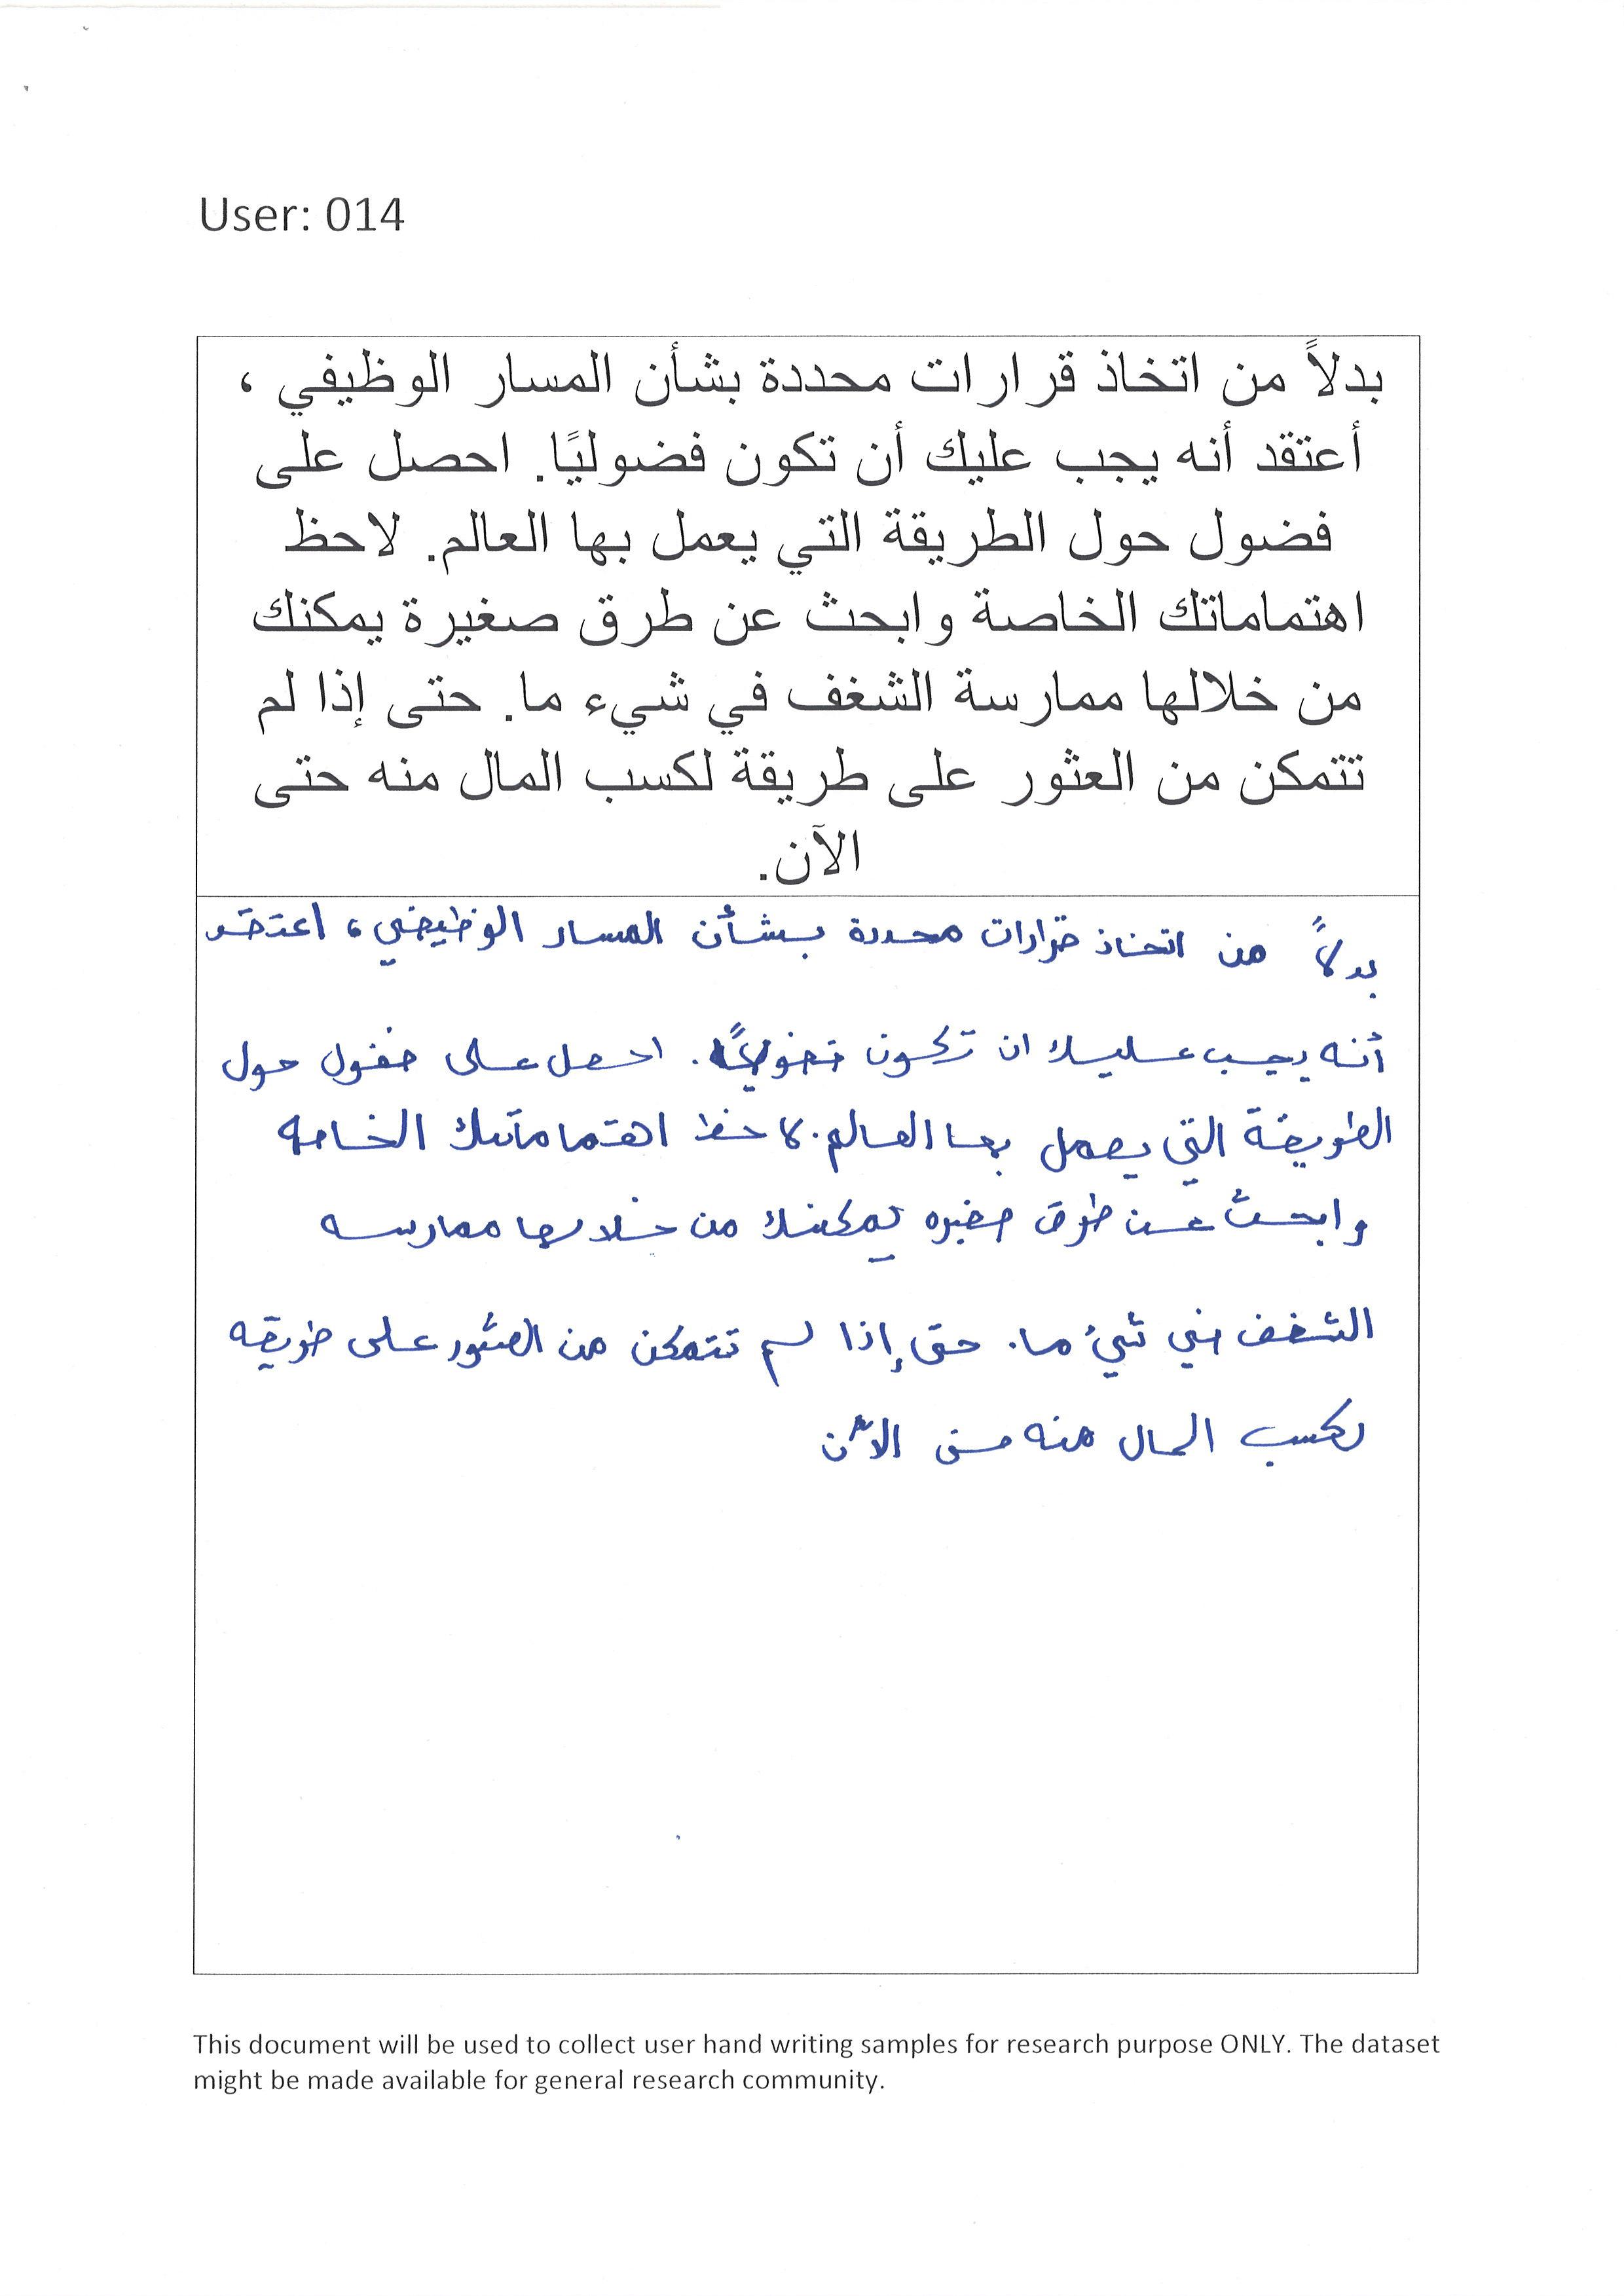 User: 014
بدلاً من اتخاذ قرارات محددة بشأن المسار الوظيفي ،
أعتقد أنه يجب عليك أن تكون فضوليًا. احصل على
فضول حول الطريقة التي يعمل بها العالم. لاحظ
اهتماماتك الخاصة وابحث عن طرق صغيرة يمكنك
من خلالها ممارسة الشغف في شيء ما. حتى إذا لم
تتمكن من العثور على طريقة لكسب المال منه حتى
الآن.
بدلاً من اتخاذ قرارات محددة بشأن المسار الوظيفي، اعتقد
أنه يجب عليك ان تكون فضوليًا. احصل على فضول حول
الطريقة التي يعمل بها العالم. لاحظ اهتماماتك الخاصه
وابحث عن طرق صغيره يمكنك من خلالها ممارسه
الشغف في شيء ما. حتى إذا لم تتمكن من العثور على طريقه
لكسب المال منه حتى الآن
This document will be used to collect user hand writing samples for research purpose ONLY. The dataset
might be made available for general research community.